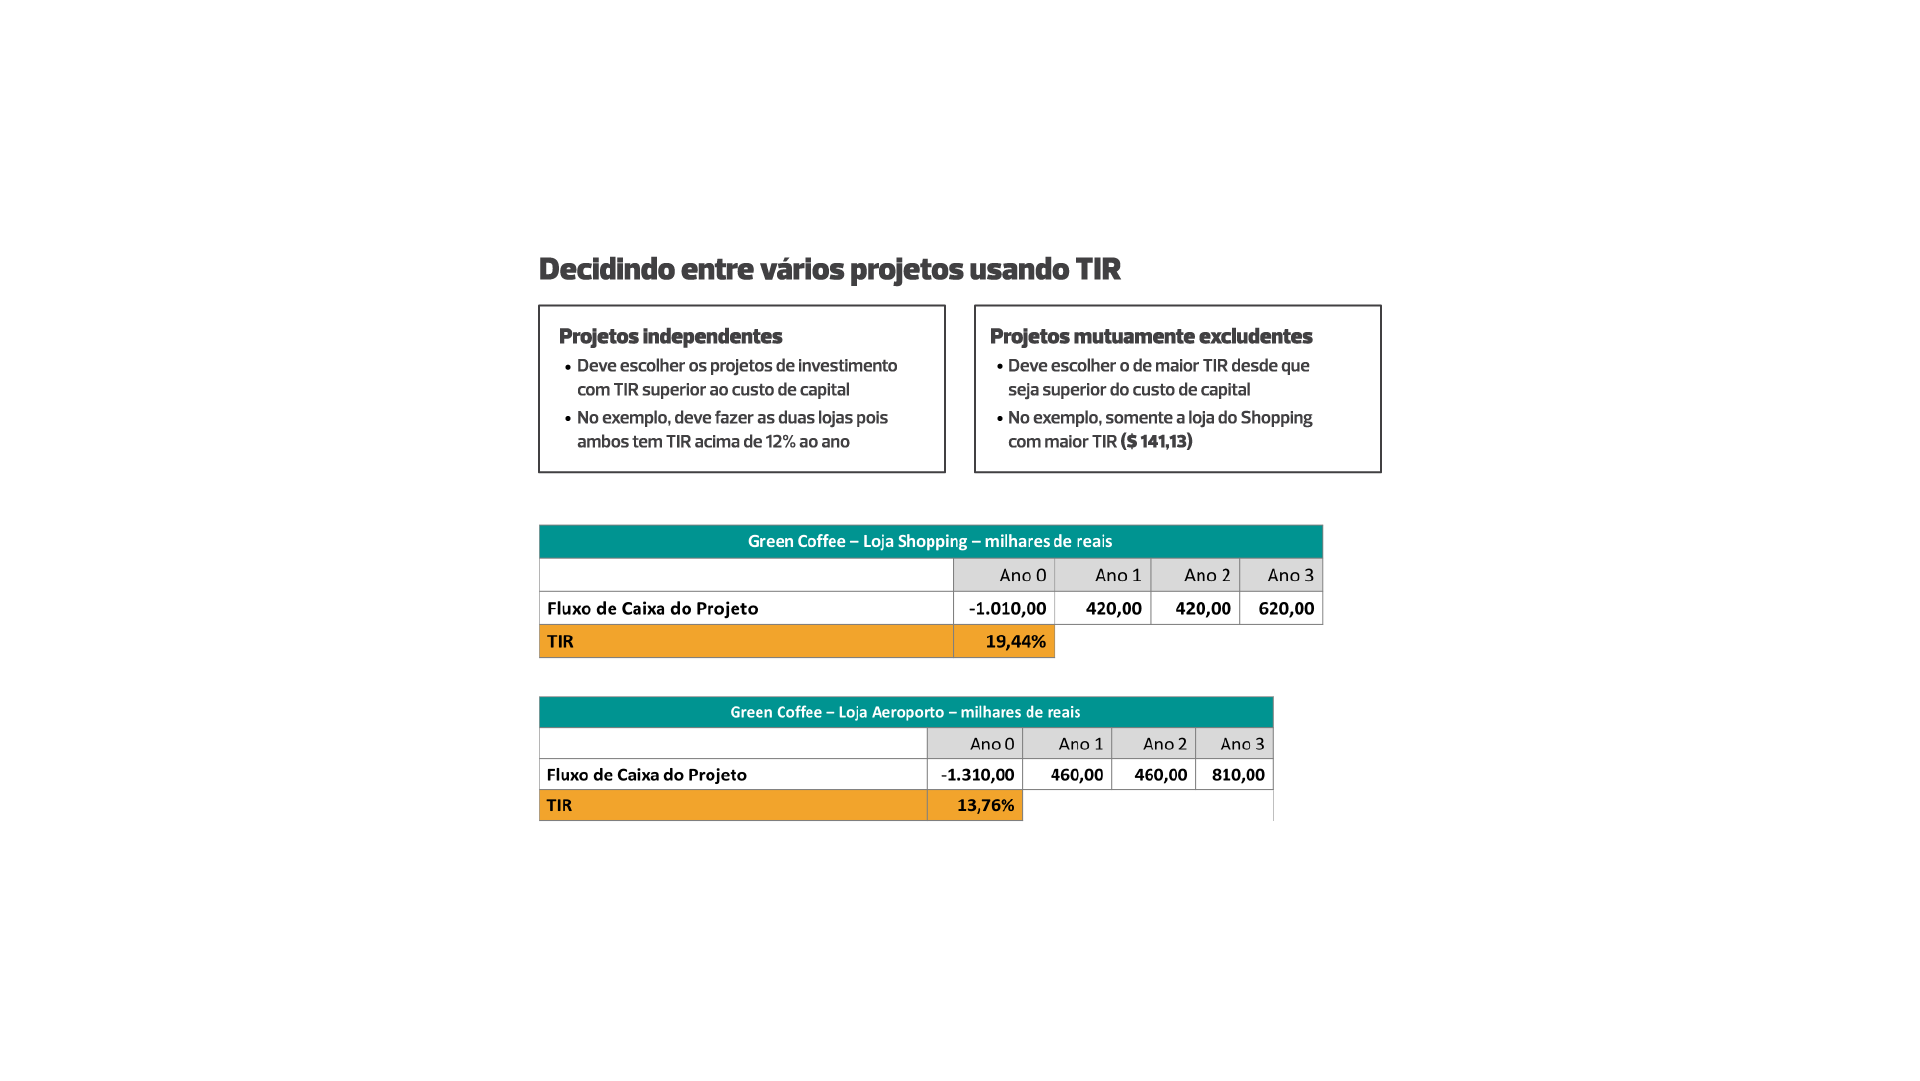 Decidindo entre vários projetos usando TIR
Projetos independentes
• Deve escolher os projetos de investimento
com TIR superior ao custo de capital
• No exemplo, deve fazer as duas lojas pois
ambos tem TIR acima de 12% ao ano
Projetos mutuamente excludentes
• Deve escolher o de maior TIR desde que
seja superior do custo de capital
• No exemplo, somente a loja do Shopping
com maior TIR ($ 141,13)
Green Coffee – Loja Shopping – milhares de reais
Ano 0 Ano 1 Ano 2 Ano 3
Fluxo de Caixa do Projeto -1.010,00 420,00 420,00 620,00
TIR 19,44%
Green Coffee – Loja Aeroporto – milhares de reais
Ano 0 Ano 1 Ano 2 Ano 3
Fluxo de Caixa do Projeto -1.310,00 460,00 460,00 810,00
TIR 13,76%